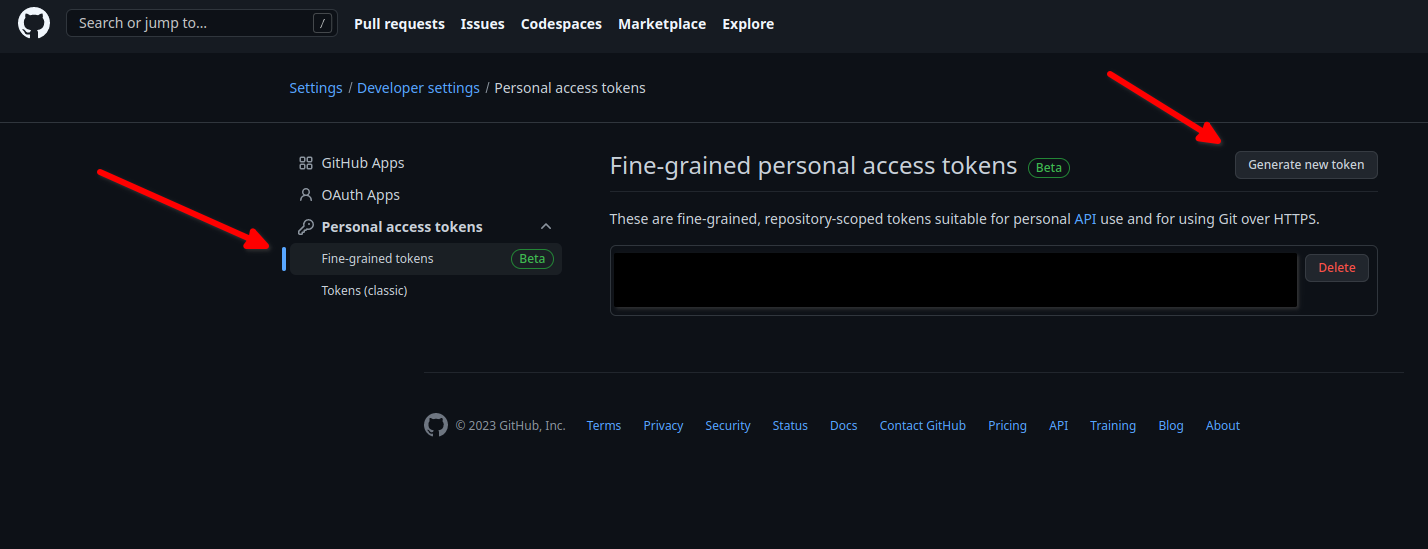 Search or jump to... / Pull requests Issues Codespaces Marketplace Explore
Settings / Developer settings / Personal access tokens
GitHub Apps
OAuth Apps
Personal access tokens
Fine-grained tokens Beta
Tokens (classic)
Fine-grained personal access tokens Beta Generate new token
These are fine-grained, repository-scoped tokens suitable for personal API use and for using Git over HTTPS.
Delete
© 2023 GitHub, Inc. Terms Privacy Security Status Docs Contact GitHub Pricing API Training Blog About